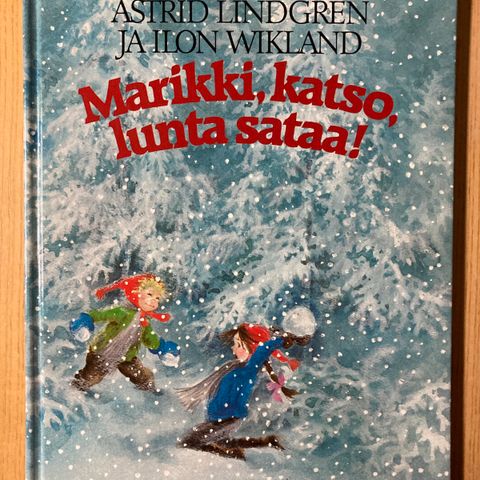 ASTRID LINDGREN
JA ILON WIKLAND
Marikki, katso,
lunta sataa!